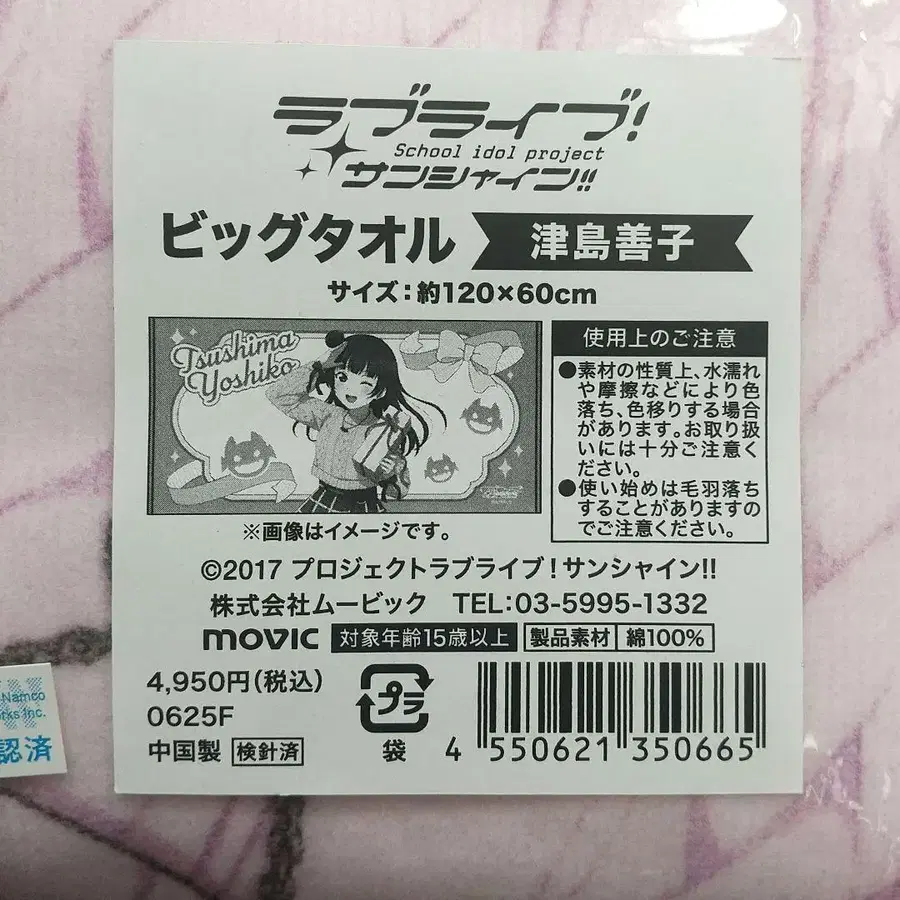 ラブライブ!
School idol project
サンシャイン!!
ビッグタオル 津島善子
サイズ:約120×60cm
Tsushima
Yoshiko
使用上のご注意
●素材の性質上、水濡れ
や摩擦などにより色
落ち、色移りする場合
があります。お取り扱
いには十分ご注意く
ださい。
●使い始めは毛羽落ち
することがありますの
でご注意ください。
※画像はイメージです。
©2017 プロジェクトラブライブ!サンシャイン!!
株式会社ムービック TEL:03-5995-1332
movic 対象年齢15歳以上 製品素材 綿100%
4,950円(税込)
0625F
中国製 検針済
プラ
袋
4 550621 350665
Namco
rks Inc.
認済